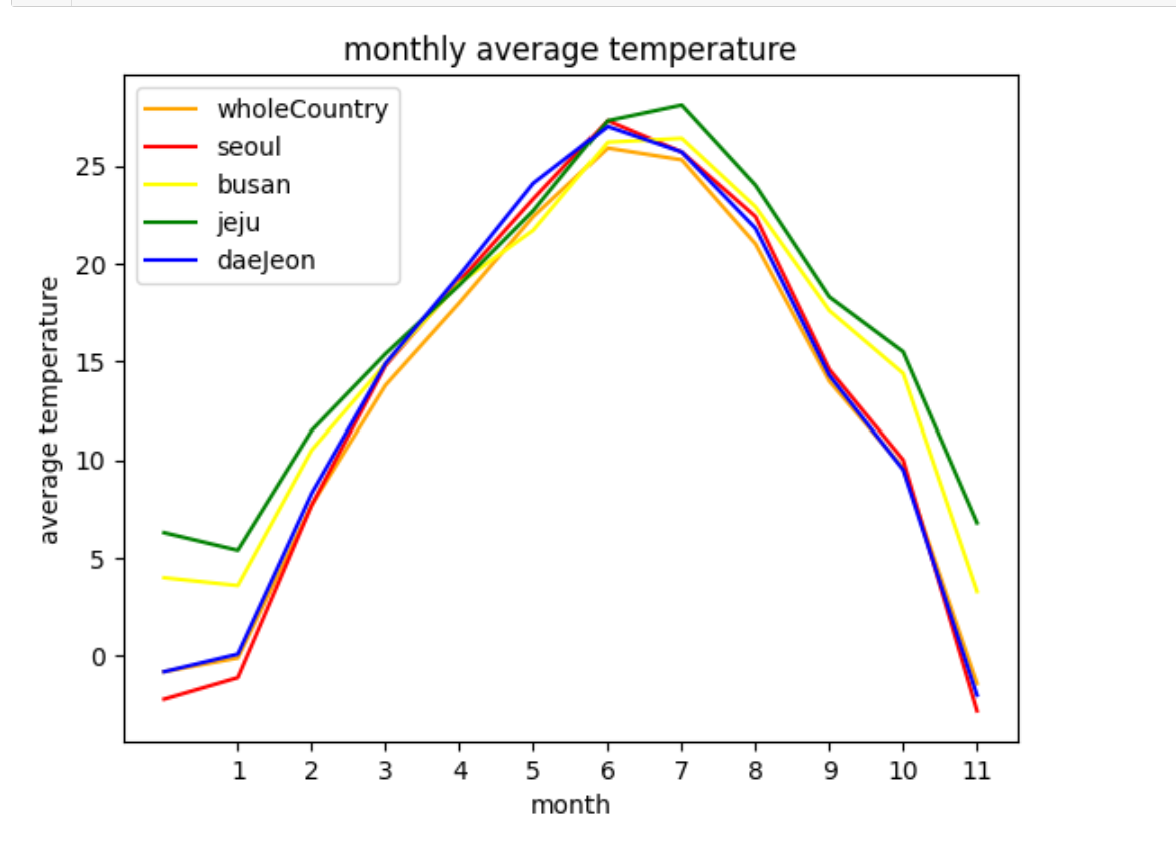 monthly average temperature
wholeCountry
seoul
busan
jeju
daeJeon
average temperature
25
20
15
10
5
0
1 2 3 4 5 6 7 8 9 10 11
month